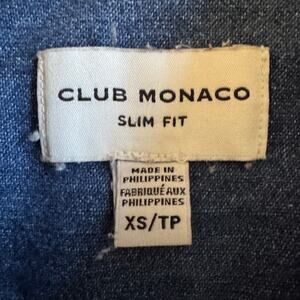 CLUB MONACO
SLIM FIT
MADE IN
PHILIPPINES
FABRIQUÉ AUX
PHILIPPINES
XS/TP